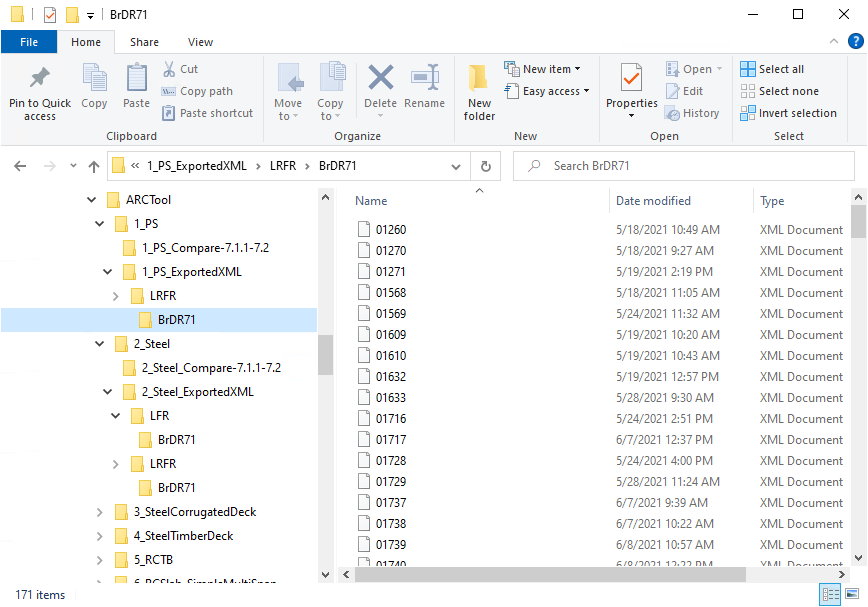 BrDR71
File Home Share View
?
Pin to Quick access
Copy
Paste
Cut
Copy path
Paste shortcut
Clipboard
Move to
Copy to
Delete
Rename
Organize
New folder
New item
Easy access
New
Properties
Open
Edit
History
Open
Select all
Select none
Invert selection
Select
« 1_PS_ExportedXML › LRFR › BrDR71
Search BrDR71
ARCTool
1_PS
1_PS_Compare-7.1.1-7.2
1_PS_ExportedXML
LRFR
BrDR71
2_Steel
2_Steel_Compare-7.1.1-7.2
2_Steel_ExportedXML
LFR
BrDR71
LRFR
BrDR71
3_SteelCorrugatedDeck
4_SteelTimberDeck
5_RCTB
6_RCSlab_SimpleMultiSpan
Name Date modified Type
01260 5/18/2021 10:49 AM XML Document
01270 5/18/2021 9:27 AM XML Document
01271 5/19/2021 2:19 PM XML Document
01568 5/18/2021 11:05 AM XML Document
01569 5/24/2021 11:32 AM XML Document
01609 5/19/2021 10:20 AM XML Document
01610 5/19/2021 10:43 AM XML Document
01632 5/19/2021 12:57 PM XML Document
01633 5/28/2021 9:30 AM XML Document
01716 5/24/2021 2:51 PM XML Document
01717 6/7/2021 12:37 PM XML Document
01728 5/24/2021 4:00 PM XML Document
01729 5/28/2021 11:24 AM XML Document
01737 6/7/2021 9:39 AM XML Document
01738 6/7/2021 10:22 AM XML Document
01739 6/8/2021 10:57 AM XML Document
01740 6/8/2021 12:22 PM XML Document
171 items